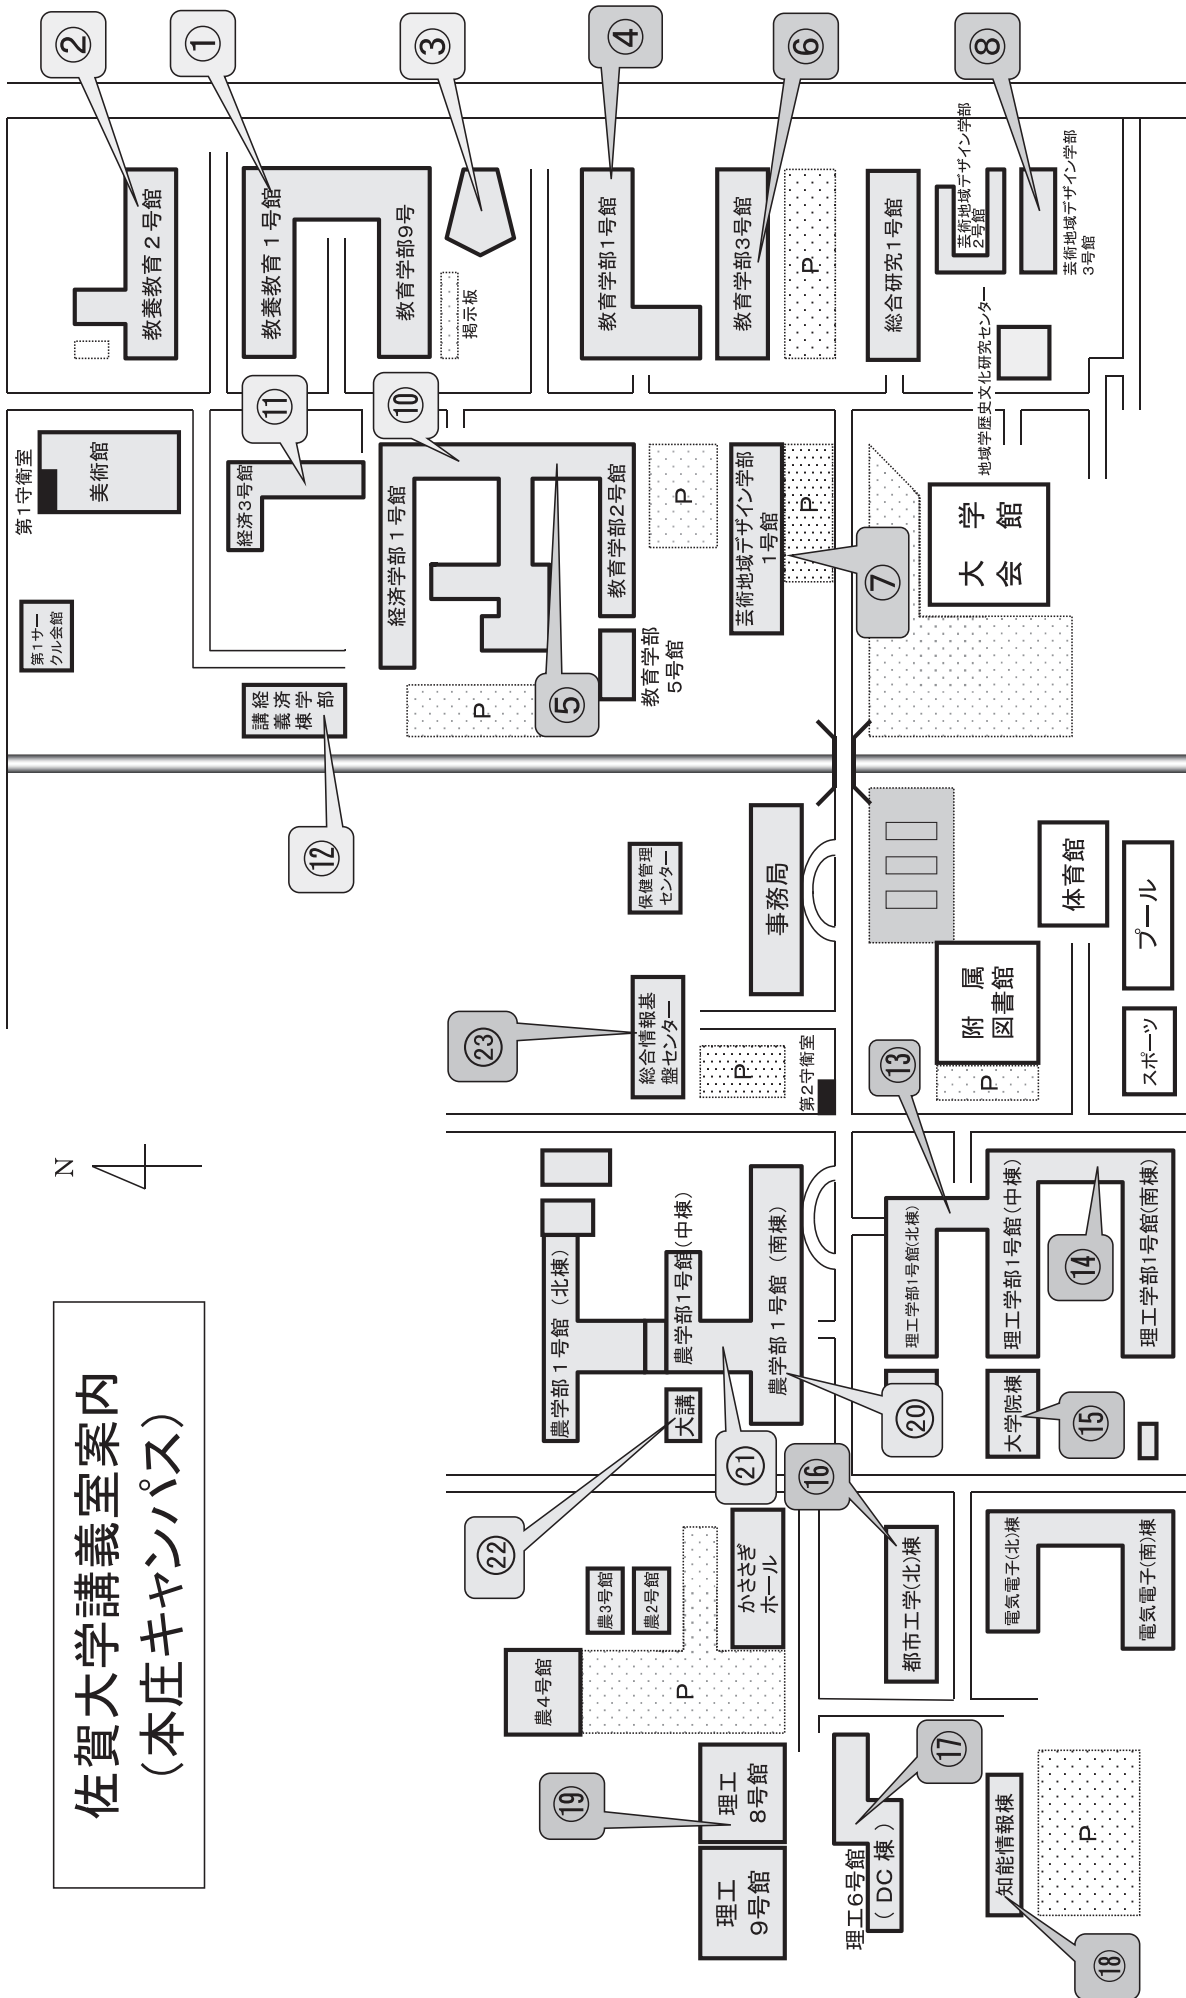 佐賀大学講義室案内
（本庄キャンパス）
N
②
①
③
④
⑥
⑧
教養教育２号館
教養教育１号館
教育学部9号
掲示板
教育学部1号館
教育学部3号館
P
総合研究1号館
芸術地域デザイン学部
2号館
芸術地域デザイン学部
3号館
地域学歴史文化研究センター
第1守衛室
美術館
⑪
経済3号館
⑩
経済学部１号館
教育学部2号館
P
芸術地域デザイン学部
1号館
P
⑦
大学
会館
第1サー
クル会館
経済学部
講義棟
⑫
P
⑤
教育学部
5号館
保健管理
センター
事務局
体育館
プール
㉓
総合情報基
盤センター
P
第2守衛室
附属
図書館
P
スポーツ
⑬
農学部１号館（北棟）
農学部1号館(中棟)
農学部１号館（南棟）
大講
理工学部1号館(北棟)
理工学部1号館(中棟)
理工学部1号館(南棟)
⑭
大学院棟
⑮
⑳
㉑
⑯
㉒
農3号館
農2号館
かささぎ
ホール
都市工学(北)棟
電気電子(北)棟
電気電子(南)棟
農4号館
P
⑲
理工
8号館
理工
9号館
⑰
理工6号館
（DC棟）
知能情報棟
P
⑱